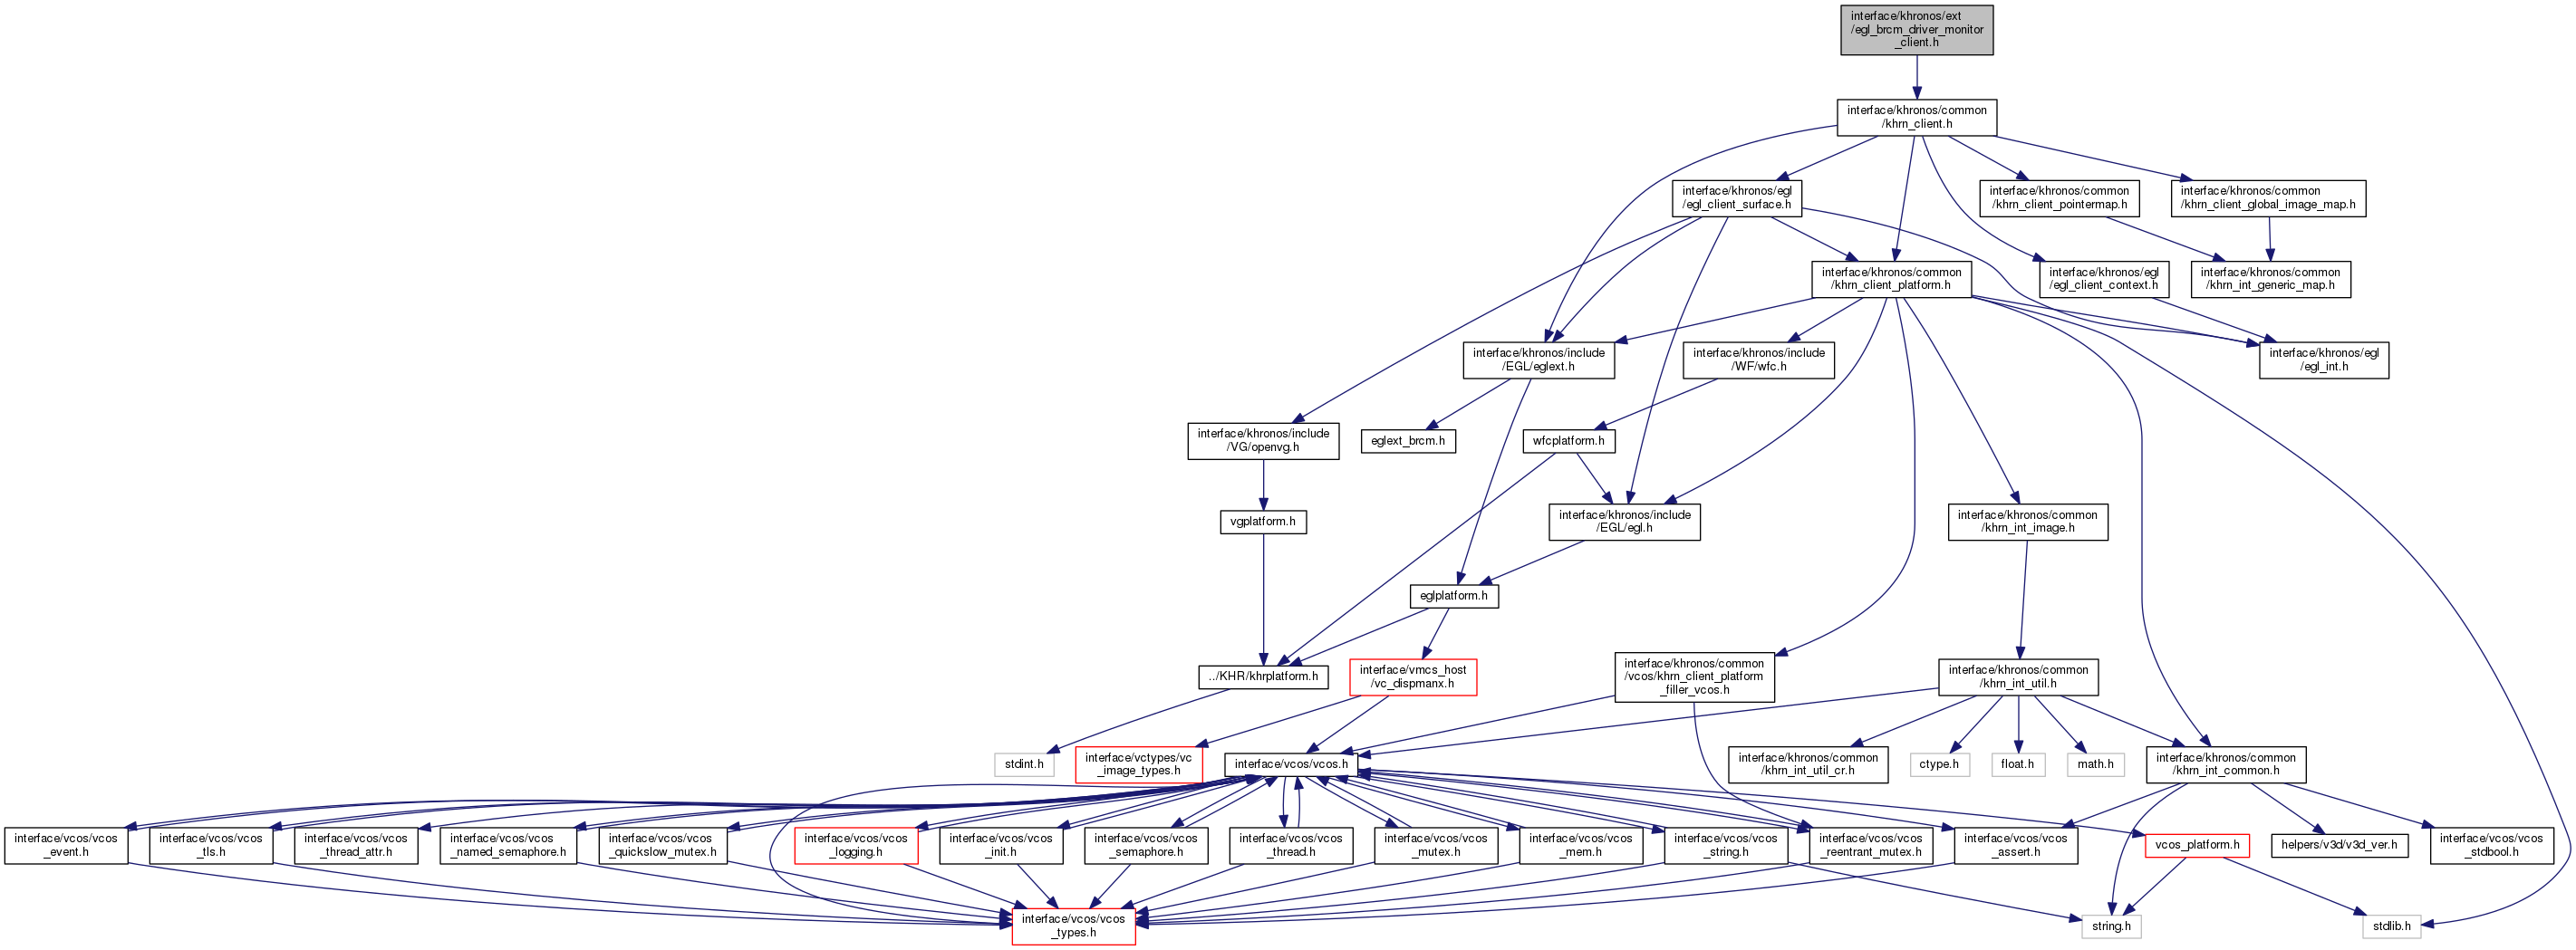 interface/khronos/ext
/egl_brcm_driver_monitor
_client.h
interface/khronos/common
/khrn_client.h
interface/khronos/egl
/egl_client_surface.h
interface/khronos/common
/khrn_client_pointermap.h
interface/khronos/common
/khrn_client_global_image_map.h
interface/khronos/common
/khrn_client_platform.h
interface/khronos/egl
/egl_client_context.h
interface/khronos/common
/khrn_int_generic_map.h
interface/khronos/include
/EGL/eglext.h
interface/khronos/include
/WF/wfc.h
interface/khronos/egl
/egl_int.h
interface/khronos/include
/VG/openvg.h
eglext_brcm.h
wfcplatform.h
vgplatform.h
interface/khronos/include
/EGL/egl.h
interface/khronos/common
/khrn_int_image.h
eglplatform.h
../KHR/khrplatform.h
interface/vmcs_host
/vc_dispmanx.h
interface/khronos/common
/vcos/khrn_client_platform
_filler_vcos.h
interface/khronos/common
/khrn_int_util.h
stdint.h
interface/vctypes/vc
_image_types.h
interface/vcos/vcos.h
interface/khronos/common
/khrn_int_util_cr.h
ctype.h
float.h
math.h
interface/khronos/common
/khrn_int_common.h
interface/vcos/vcos
_event.h
interface/vcos/vcos
_tls.h
interface/vcos/vcos
_thread_attr.h
interface/vcos/vcos
_named_semaphore.h
interface/vcos/vcos
_quickslow_mutex.h
interface/vcos/vcos
_logging.h
interface/vcos/vcos
_init.h
interface/vcos/vcos
_semaphore.h
interface/vcos/vcos
_thread.h
interface/vcos/vcos
_mutex.h
interface/vcos/vcos
_mem.h
interface/vcos/vcos
_string.h
interface/vcos/vcos
_reentrant_mutex.h
interface/vcos/vcos
_assert.h
vcos_platform.h
helpers/v3d/v3d_ver.h
interface/vcos/vcos
_stdbool.h
interface/vcos/vcos
_types.h
string.h
stdlib.h